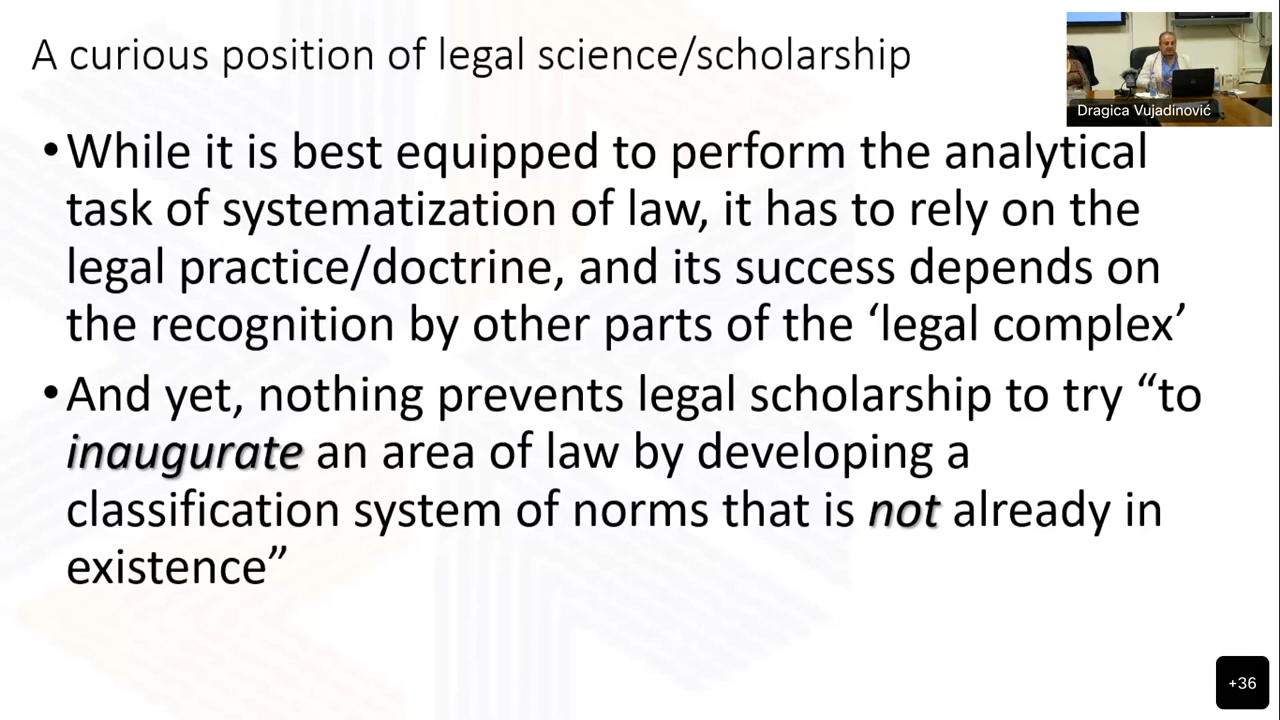 A curious position of legal science/scholarship
Dragica Vujadinović
• While it is best equipped to perform the analytical
task of systematization of law, it has to rely on the
legal practice/doctrine, and its success depends on
the recognition by other parts of the ‘legal complex’
• And yet, nothing prevents legal scholarship to try “to
inaugurate an area of law by developing a
classification system of norms that is not already in
existence”
+36